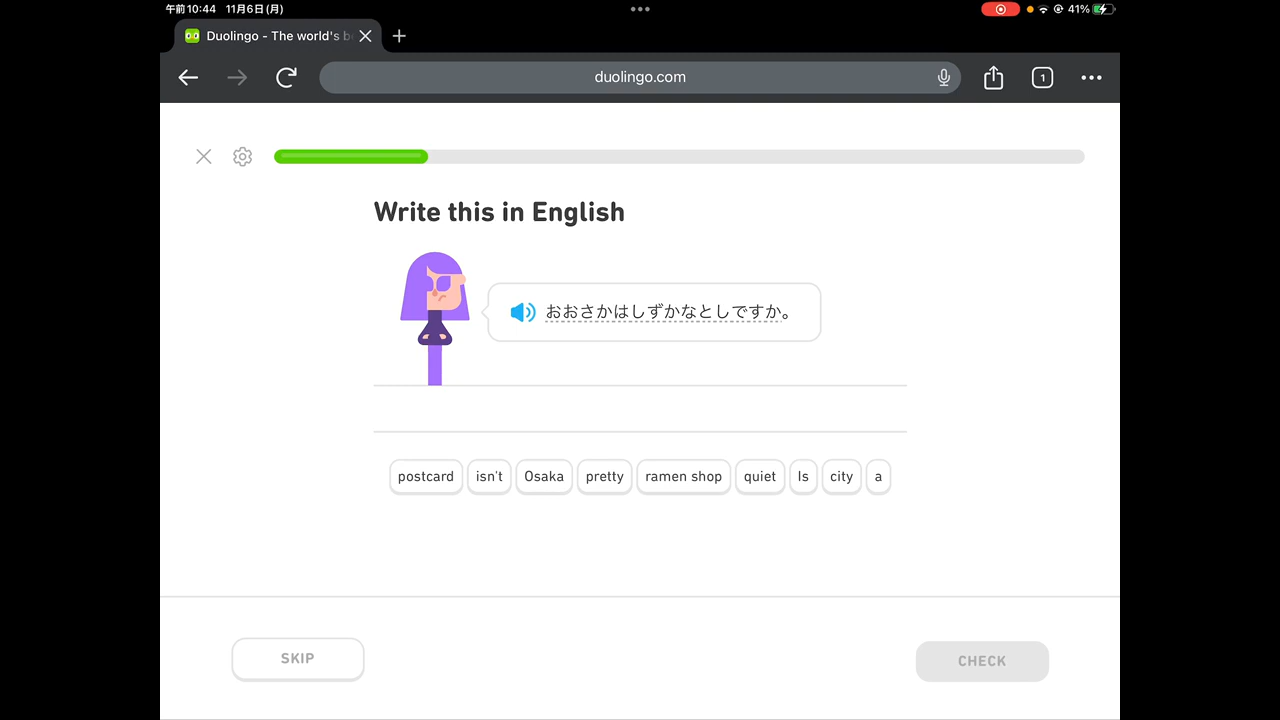 午前10:44 11月6日(月)
41%
Duolingo - The world's b
duolingo.com
1
Write this in English
おおさかはしずかなとしですか。
postcard isn't Osaka pretty ramen shop quiet Is city a
SKIP
CHECK